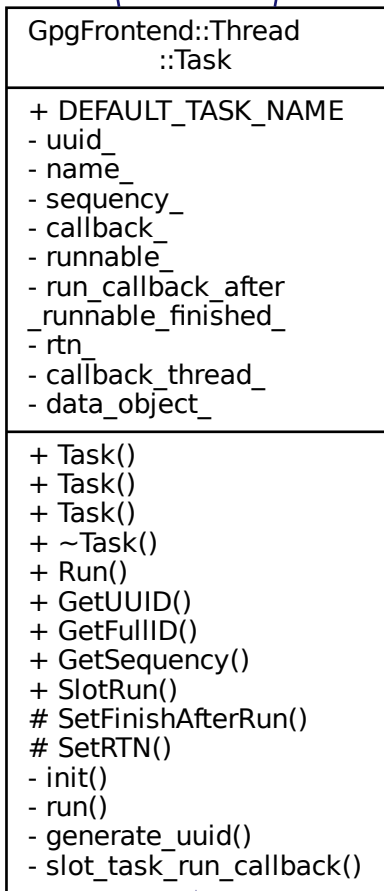 GpgFrontend::Thread
::Task
+ DEFAULT_TASK_NAME
- uuid_
- name_
- sequency_
- callback_
- runnable_
- run_callback_after
_runnable_finished_
- rtn_
- callback_thread_
- data_object_
+ Task()
+ Task()
+ Task()
+ ~Task()
+ Run()
+ GetUUID()
+ GetFullID()
+ GetSequency()
+ SlotRun()
# SetFinishAfterRun()
# SetRTN()
- init()
- run()
- generate_uuid()
- slot_task_run_callback()